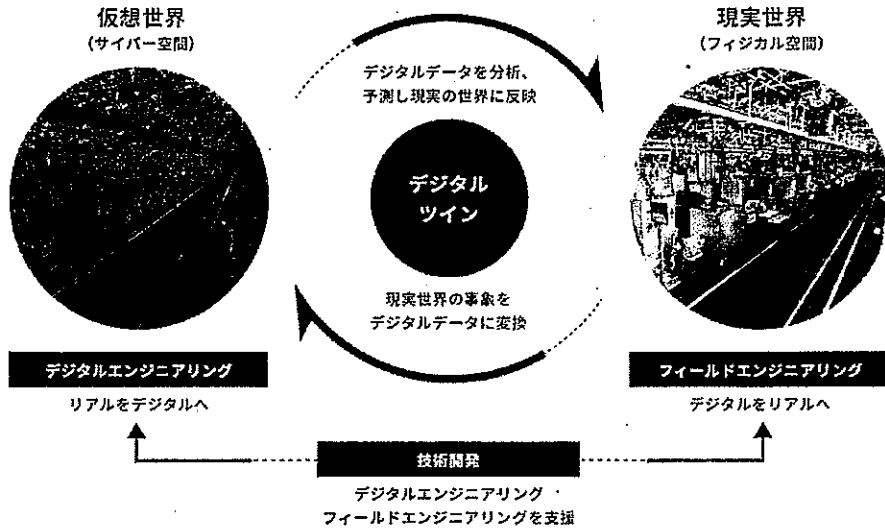 仮想世界
(サイバー空間)
現実世界
(フィジカル空間)
デジタルデータを分析、
予測し現実の世界に反映
デジタル
ツイン
現実世界の事象を
デジタルデータに変換
デジタルエンジニアリング
リアルをデジタルへ
フィールドエンジニアリング
デジタルをリアルへ
技術開発
デジタルエンジニアリング
フィールドエンジニアリングを支援